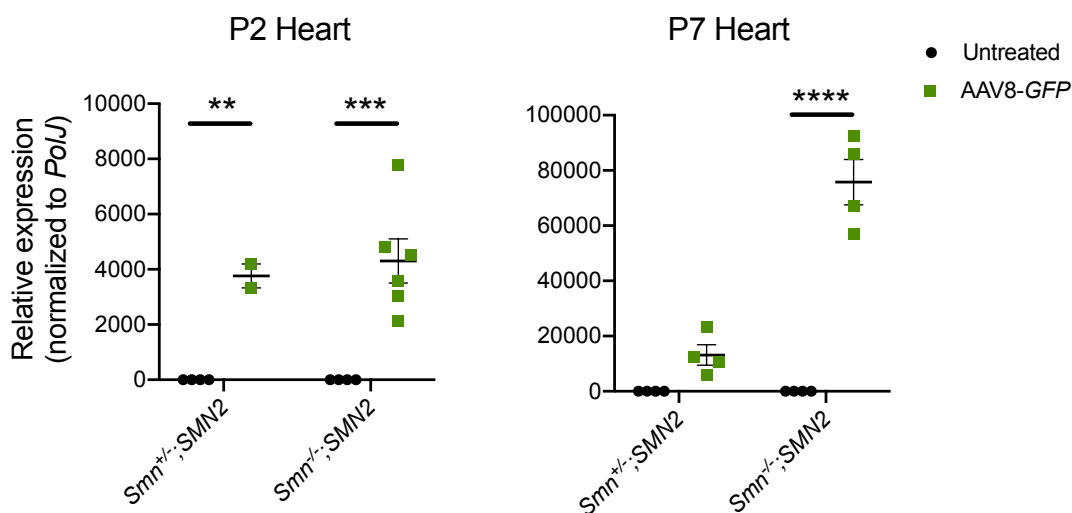 P2 Heart
P7 Heart
● Untreated
■ AAV8-GFP
Relative expression
(normalized to PolJ)
10000
8000
6000
4000
2000
0
**
***
Smn+/-;SMN2
Smn-/-;SMN2
100000
80000
60000
40000
20000
0
****
Smn+/-;SMN2
Smn-/-;SMN2